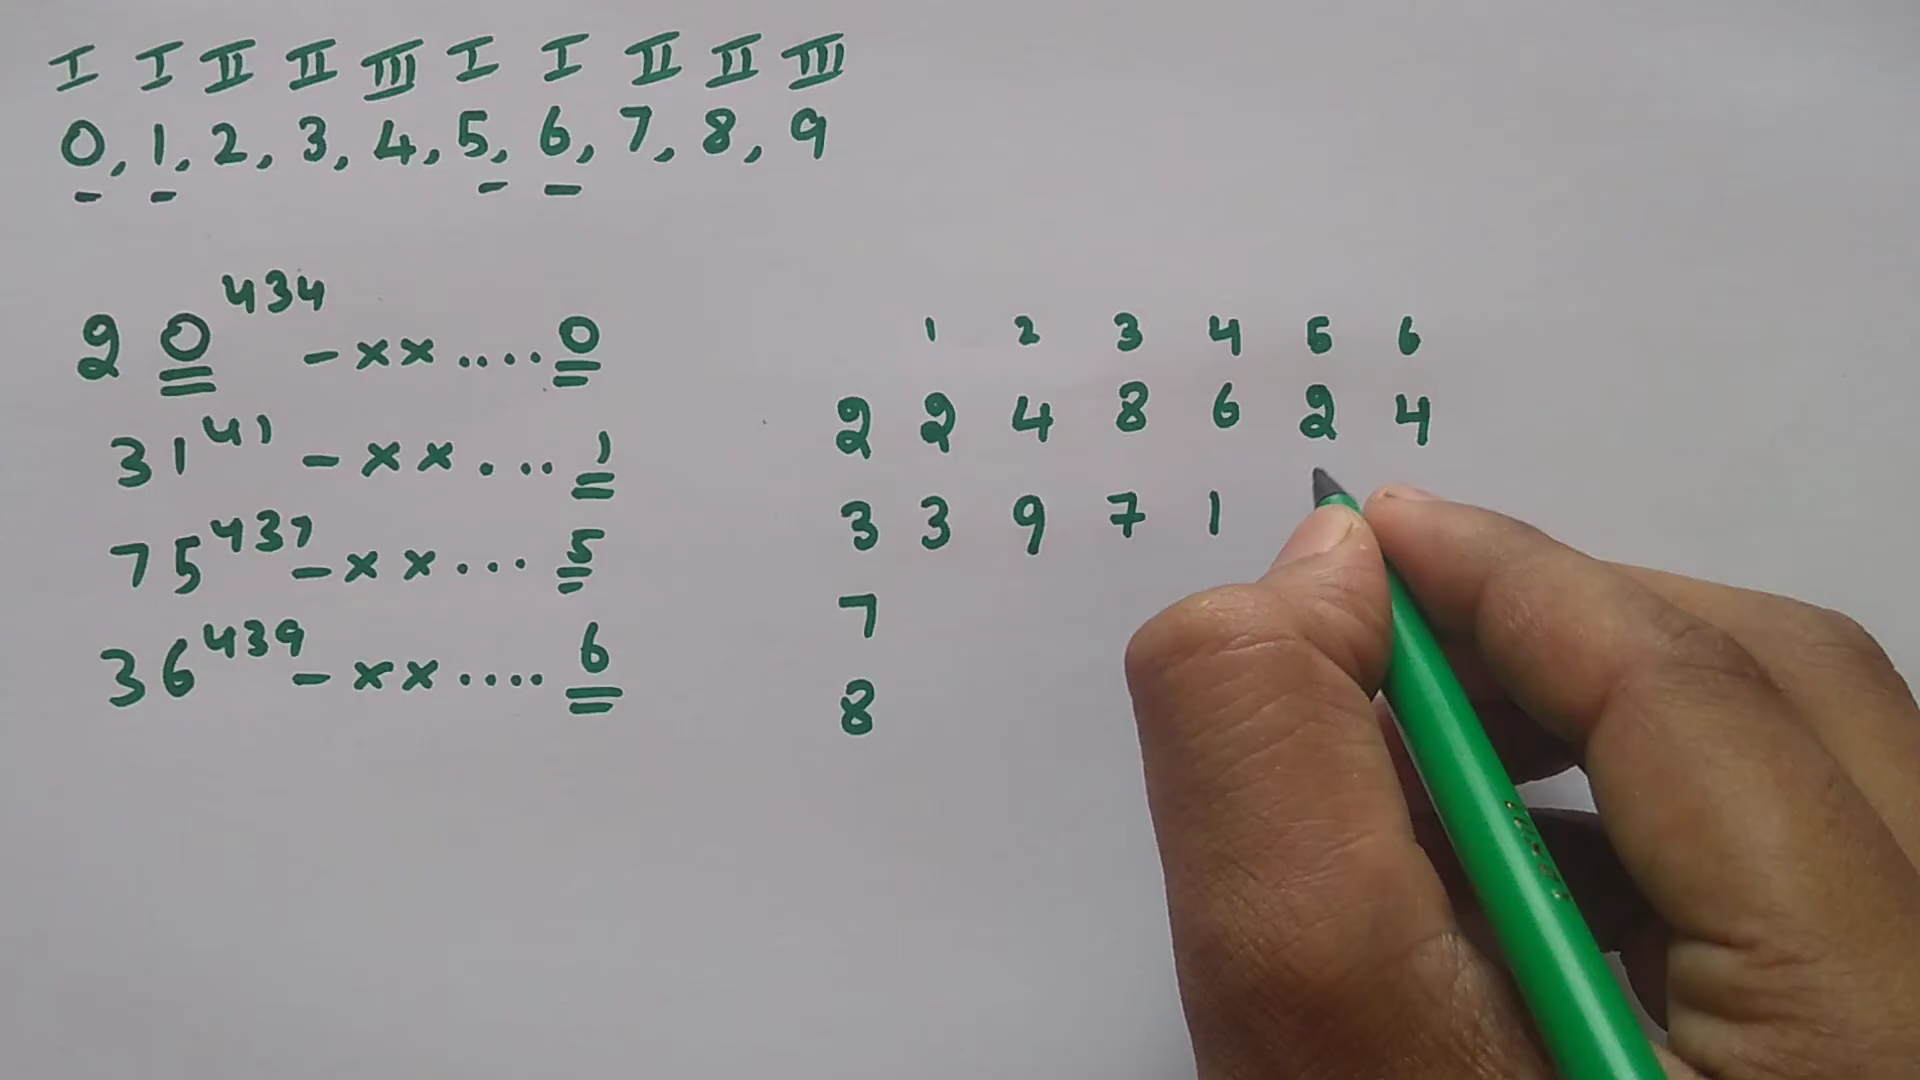 I I II II III I I II II III
0, 1, 2, 3, 4, 5, 6, 7, 8, 9
20^434 - xx ....0
31^41 - xx ...1
75^437 - xx ...5
36^439 - xx ....6
1 2 3 4 5 6
2 2 4 8 6 2 4
3 3 9 7 1
7
8